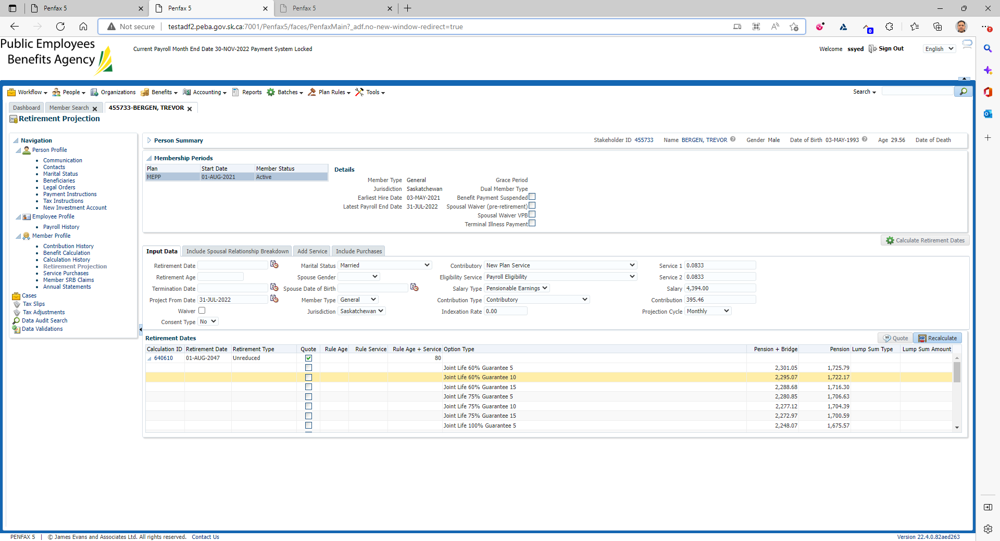 Penfax 5
Penfax 5
Penfax 5
Not secure
testadf2.peba.gov.sk.ca:7001/Penfax5/faces/PenfaxMain?_adf.no-new-window-redirect=true
0
1
Public Employees
Benefits Agency
Current Payroll Month End Date 30-NOV-2022 Payment System Locked
Welcome ssyed Sign Out English
Workflow People Organizations Benefits Accounting Reports Batches Plan Rules Tools Search
Dashboard Member Search 455733-BERGEN, TREVOR
Retirement Projection
Navigation
Person Profile
Communication
Contacts
Marital Status
Beneficiaries
Legal Orders
Payment Instructions
Tax Instructions
New Investment Account
Employee Profile
Payroll History
Member Profile
Contribution History
Benefit Calculation
Calculation History
Retirement Projection
Service Purchases
Member SRB Claims
Annual Statements
Cases
Tax Slips
Tax Adjustments
Data Audit Search
Data Validations
Person Summary Stakeholder ID 455733 Name BERGEN, TREVOR Gender Male Date of Birth 03-MAY-1993 Age 29.56 Date of Death
Membership Periods
Plan Start Date Member Status
MEPP 01-AUG-2021 Active
Details
Member Type General Grace Period
Jurisdiction Saskatchewan Dual Member Type
Earliest Hire Date 03-MAY-2021 Benefit Payment Suspended
Latest Payroll End Date 31-JUL-2022 Spousal Waiver (pre-retirement)
Spousal Waiver VPB
Terminal Illness Payment
Calculate Retirement Dates
Input Data Include Spousal Relationship Breakdown Add Service Include Purchases
Retirement Date Marital Status Married Contributory New Plan Service Service 1 0.0833
Retirement Age Spouse Gender Eligibility Service Payroll Eligibility Service 2 0.0833
Termination Date Spouse Date of Birth Salary Type Pensionable Earnings Salary 4,394.00
Project From Date 31-JUL-2022 Member Type General Contribution Type Contributory Contribution 395.46
Waiver Jurisdiction Saskatchewan Indexation Rate 0.00 Projection Cycle Monthly
Consent Type No
Retirement Dates Quote Recalculate
Calculation ID Retirement Date Retirement Type Quote Rule Age Rule Service Rule Age + Service Option Type Pension + Bridge Pension Lump Sum Type Lump Sum Amount
640610 01-AUG-2047 Unreduced 80
Joint Life 60% Guarantee 5 2,301.05 1,725.79
Joint Life 60% Guarantee 10 2,295.07 1,722.17
Joint Life 60% Guarantee 15 2,288.68 1,716.30
Joint Life 75% Guarantee 5 2,280.85 1,706.63
Joint Life 75% Guarantee 10 2,277.12 1,704.39
Joint Life 75% Guarantee 15 2,272.97 1,700.59
Joint Life 100% Guarantee 5 2,248.07 1,675.57
PENFAX 5 | © James Evans and Associates Ltd. All rights reserved. Contact Us Version 22.4.0.82aed263